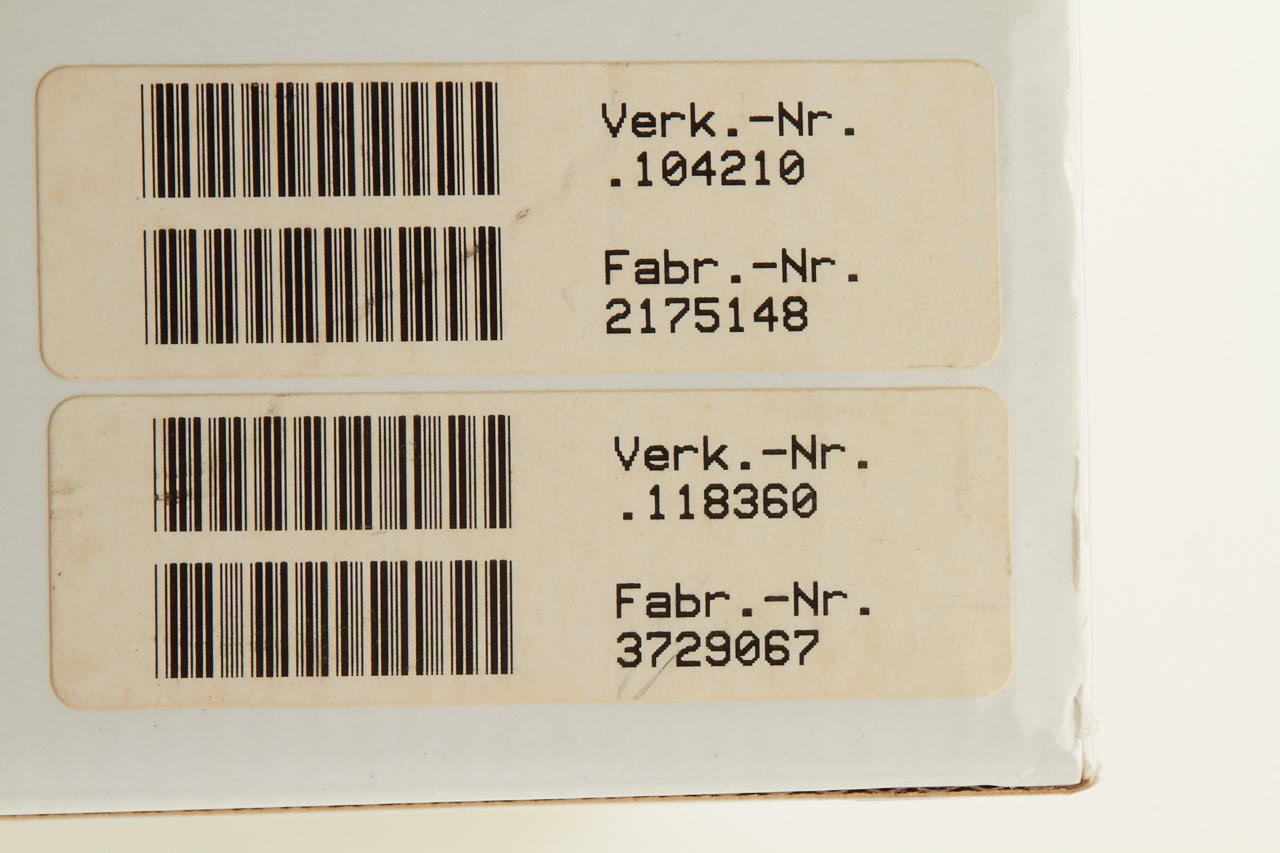 Verk.-Nr.
.104210
Fabr.-Nr.
2175148
Verk.-Nr.
.118360
Fabr.-Nr.
3729067